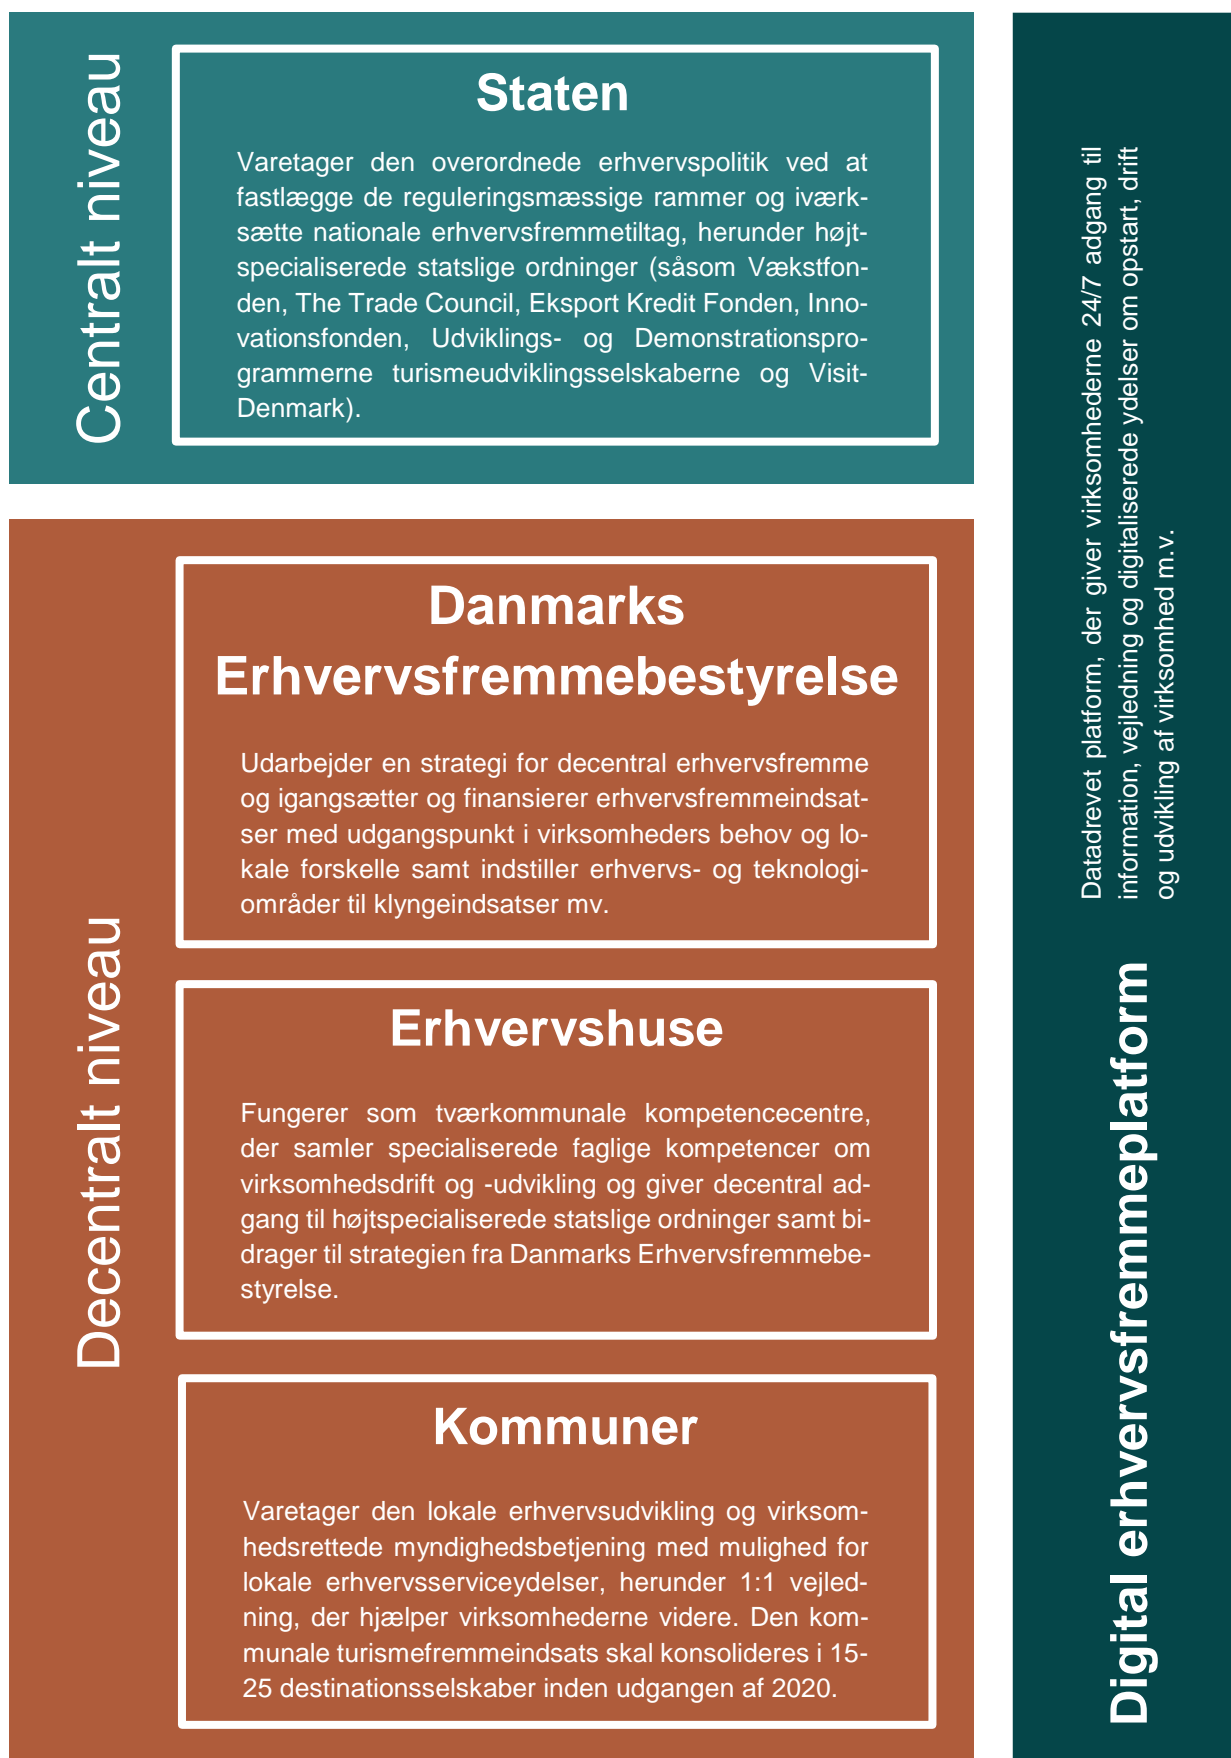 Centralt niveau
Staten
Varetager den overordnede erhvervspolitik ved at
fastlægge de reguleringsmæssige rammer og iværk-
sætte nationale erhvervsfremmetiltag, herunder højt-
specialiserede statslige ordninger (såsom Vækstfon-
den, The Trade Council, Eksport Kredit Fonden, Inno-
vationsfonden, Udviklings- og Demonstrationspro-
grammerne turismeudviklingsselskaberne og Visit-
Denmark).
Decentralt niveau
Danmarks
Erhvervsfremmebestyrelse
Udarbejder en strategi for decentral erhvervsfremme
og igangsætter og finansierer erhvervsfremmeindsat-
ser med udgangspunkt i virksomheders behov og lo-
kale forskelle samt indstiller erhvervs- og teknologi-
områder til klyngeindsatser mv.
Erhvervshuse
Fungerer som tværkommunale kompetencecentre,
der samler specialiserede faglige kompetencer om
virksomhedsdrift og -udvikling og giver decentral ad-
gang til højtspecialiserede statslige ordninger samt bi-
drager til strategien fra Danmarks Erhvervsfremmebe-
styrelse.
Kommuner
Varetager den lokale erhvervsudvikling og virksom-
hedsrettede myndighedsbetjening med mulighed for
lokale erhvervsserviceydelser, herunder 1:1 vejled-
ning, der hjælper virksomhederne videre. Den kom-
munale turismefremmeindsats skal konsolideres i 15-
25 destinationsselskaber inden udgangen af 2020.
Digital erhvervsfremmeplatform
Datadrevet platform, der giver virksomhederne 24/7 adgang til
information, vejledning og digitaliserede ydelser om opstart, drift
og udvikling af virksomhed m.v.